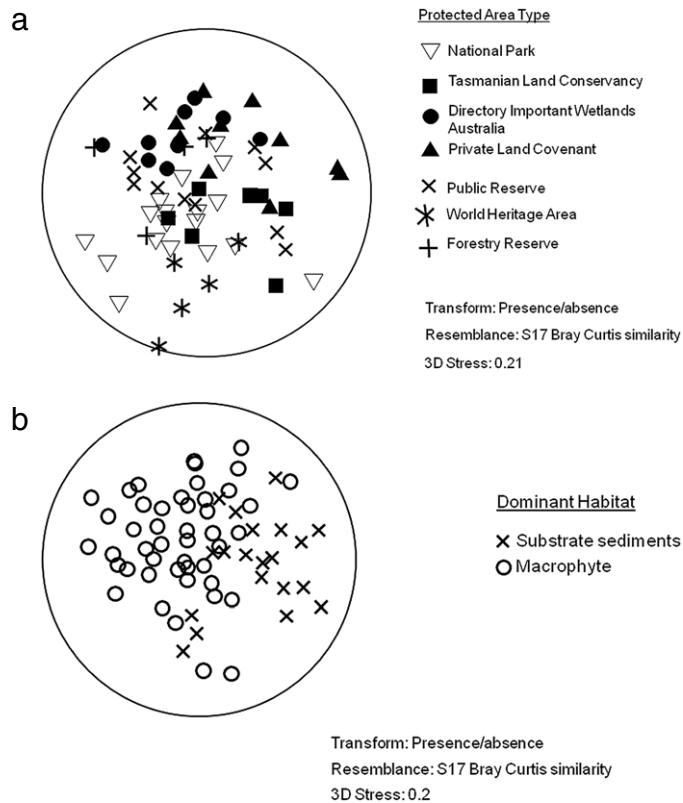 a
Protected Area Type
National Park
Tasmanian Land Conservancy
Directory Important Wetlands
Australia
Private Land Covenant
Public Reserve
World Heritage Area
Forestry Reserve
Transform: Presence/absence
Resemblance: S17 Bray Curtis similarity
3D Stress: 0.21
b
Dominant Habitat
Substrate sediments
Macrophyte
Transform: Presence/absence
Resemblance: S17 Bray Curtis similarity
3D Stress: 0.2